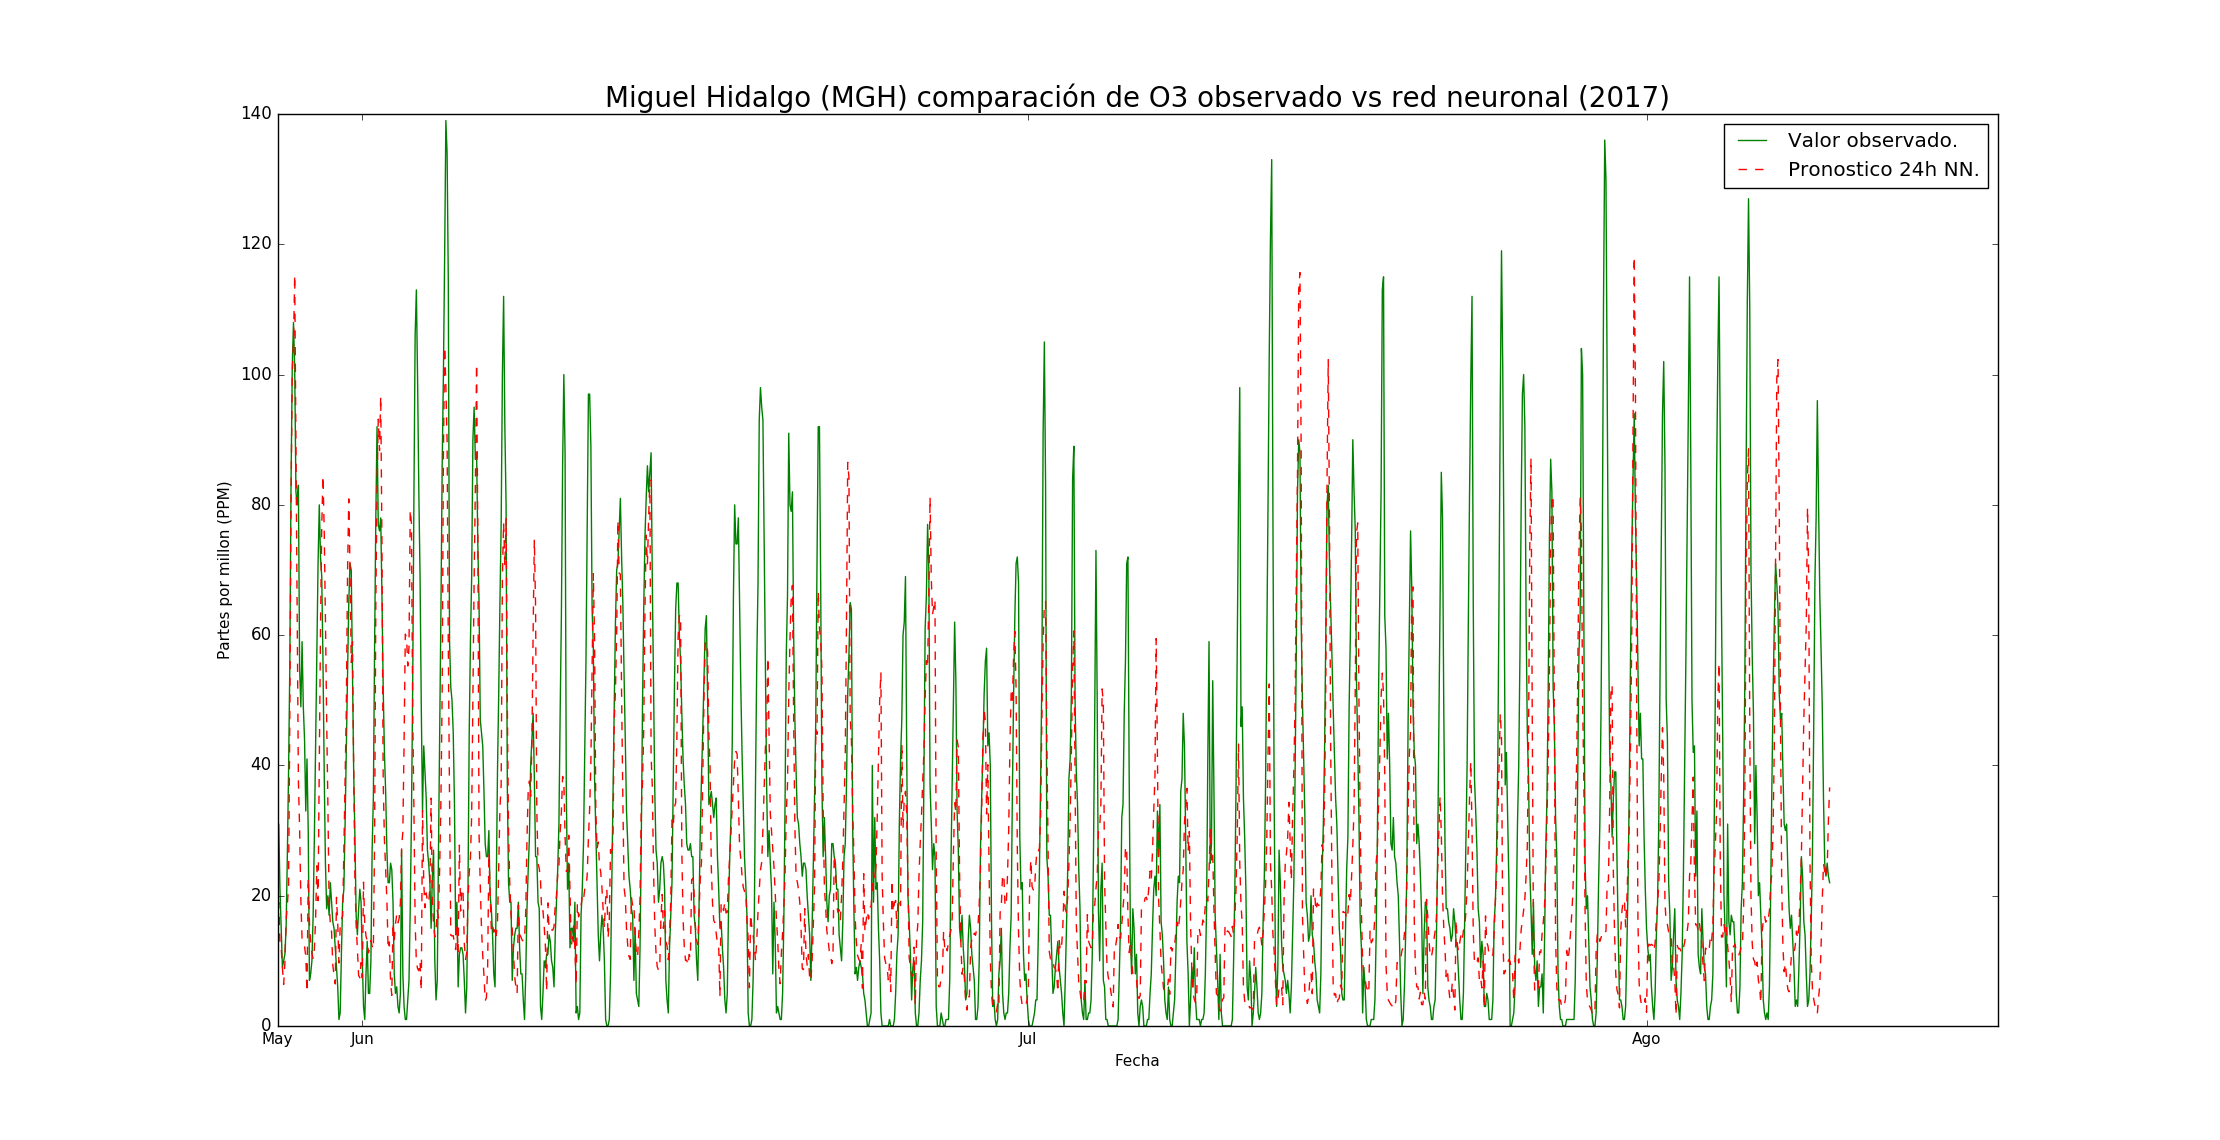 Miguel Hidalgo (MGH) comparación de O3 observado vs red neuronal (2017)
140
120
100
80
60
40
20
0
Partes por millon (PPM)
Valor observado.
Pronostico 24h NN.
May
Jun
Jul
Ago
Fecha